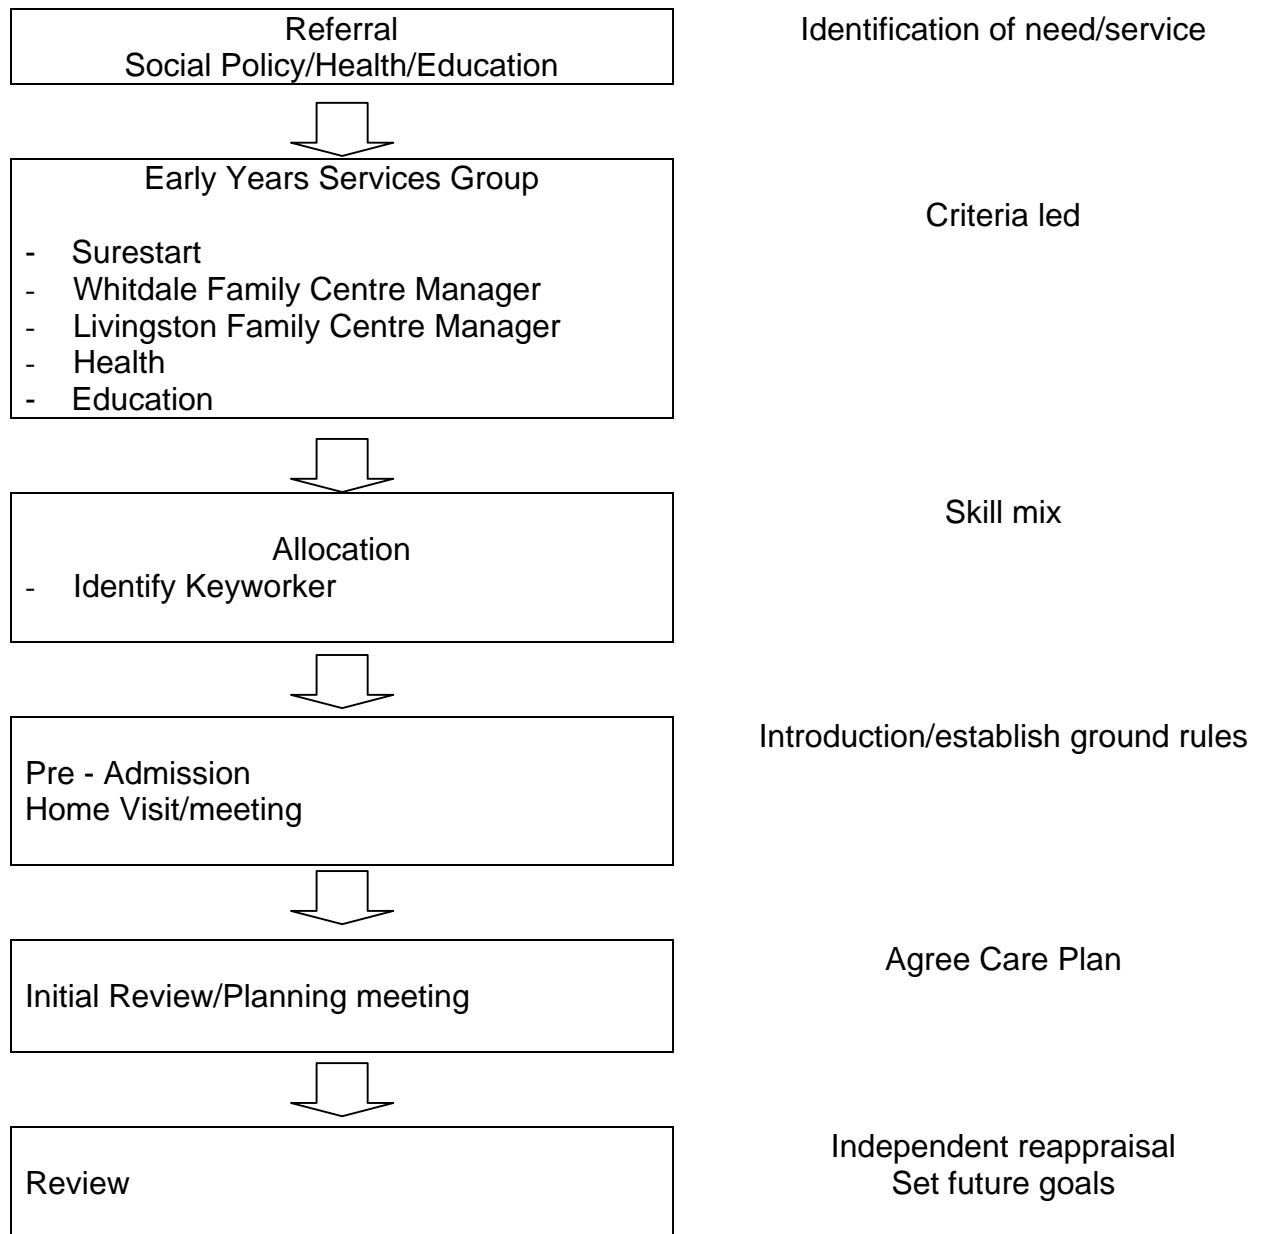 Referral
Social Policy/Health/Education
Identification of need/service
Early Years Services Group
- Surestart
- Whitdale Family Centre Manager
- Livingston Family Centre Manager
- Health
- Education
Criteria led
Allocation
- Identify Keyworker
Skill mix
Pre - Admission
Home Visit/meeting
Introduction/establish ground rules
Initial Review/Planning meeting
Agree Care Plan
Review
Independent reappraisal
Set future goals